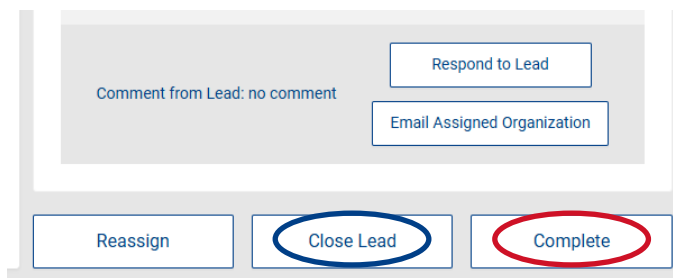 Respond to Lead
Comment from Lead: no comment
Email Assigned Organization
Reassign
Close Lead
Complete